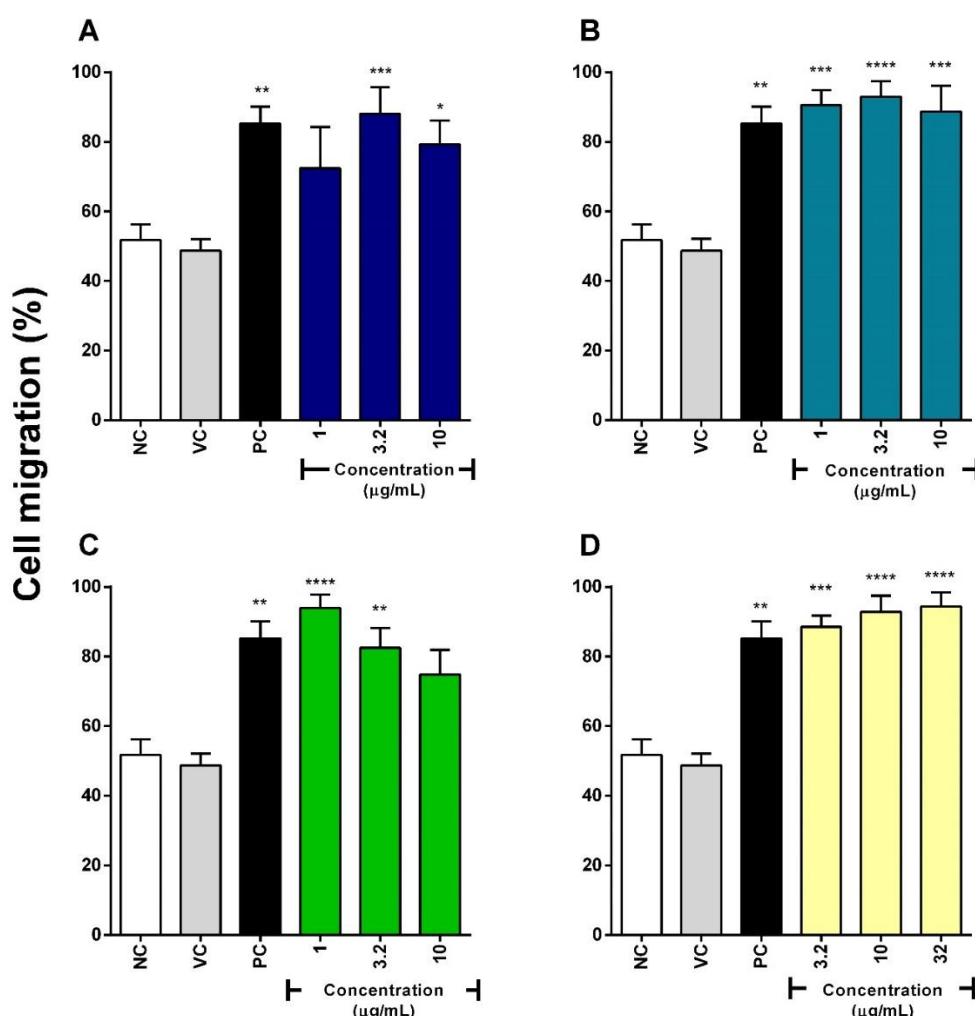 Cell migration (%)
A
100
80
60
40
20
0
**
***
*
NC
VC
PC
1
3.2
10
Concentration
(µg/mL)
B
100
80
60
40
20
0
**
***
****
***
NC
VC
PC
1
3.2
10
Concentration
(µg/mL)
C
100
80
60
40
20
0
**
****
**
NC
VC
PC
1
3.2
10
Concentration
(µg/mL)
D
100
80
60
40
20
0
**
***
****
****
NC
VC
PC
3.2
10
32
Concentration
(µg/mL)